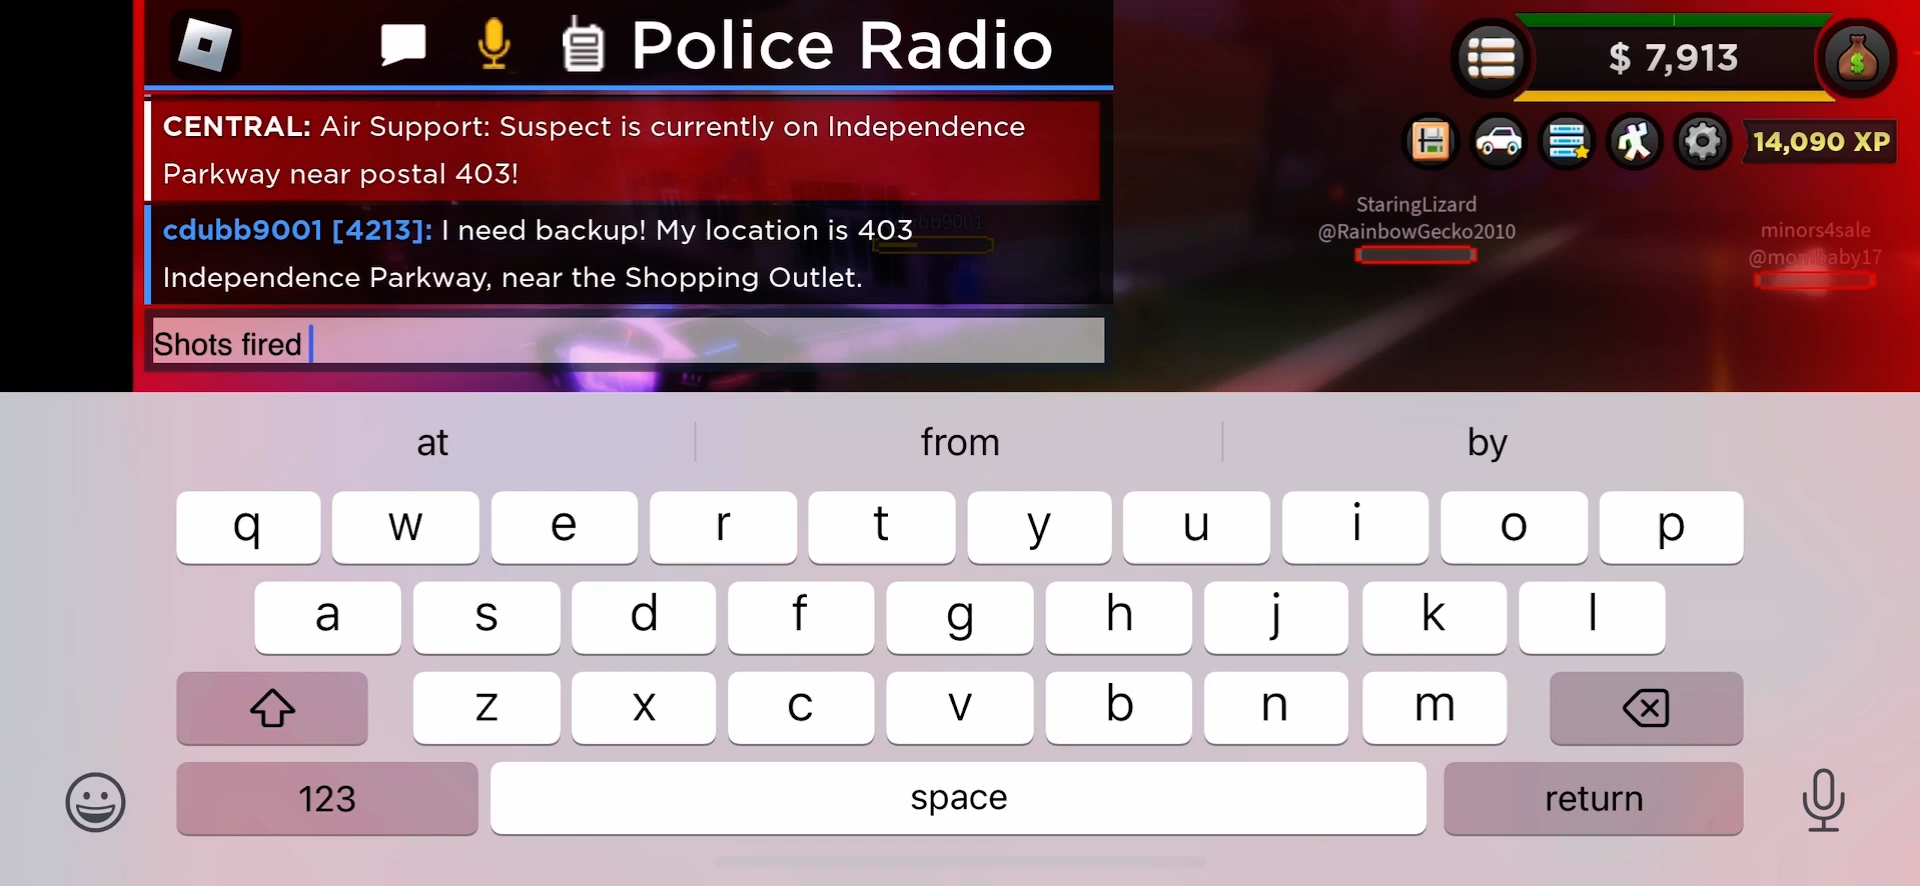 Police Radio
$ 7,913
CENTRAL: Air Support: Suspect is currently on Independence
Parkway near postal 403!
14,090 XP
cdubb9001 [4213]: I need backup! My location is 403
Independence Parkway, near the Shopping Outlet.
StaringLizard
@RainbowGecko2010
minors4sale
@mombaby17
Shots fired
at from by
q w e r t y u i o p
a s d f g h j k l
z x c v b n m
123 space return